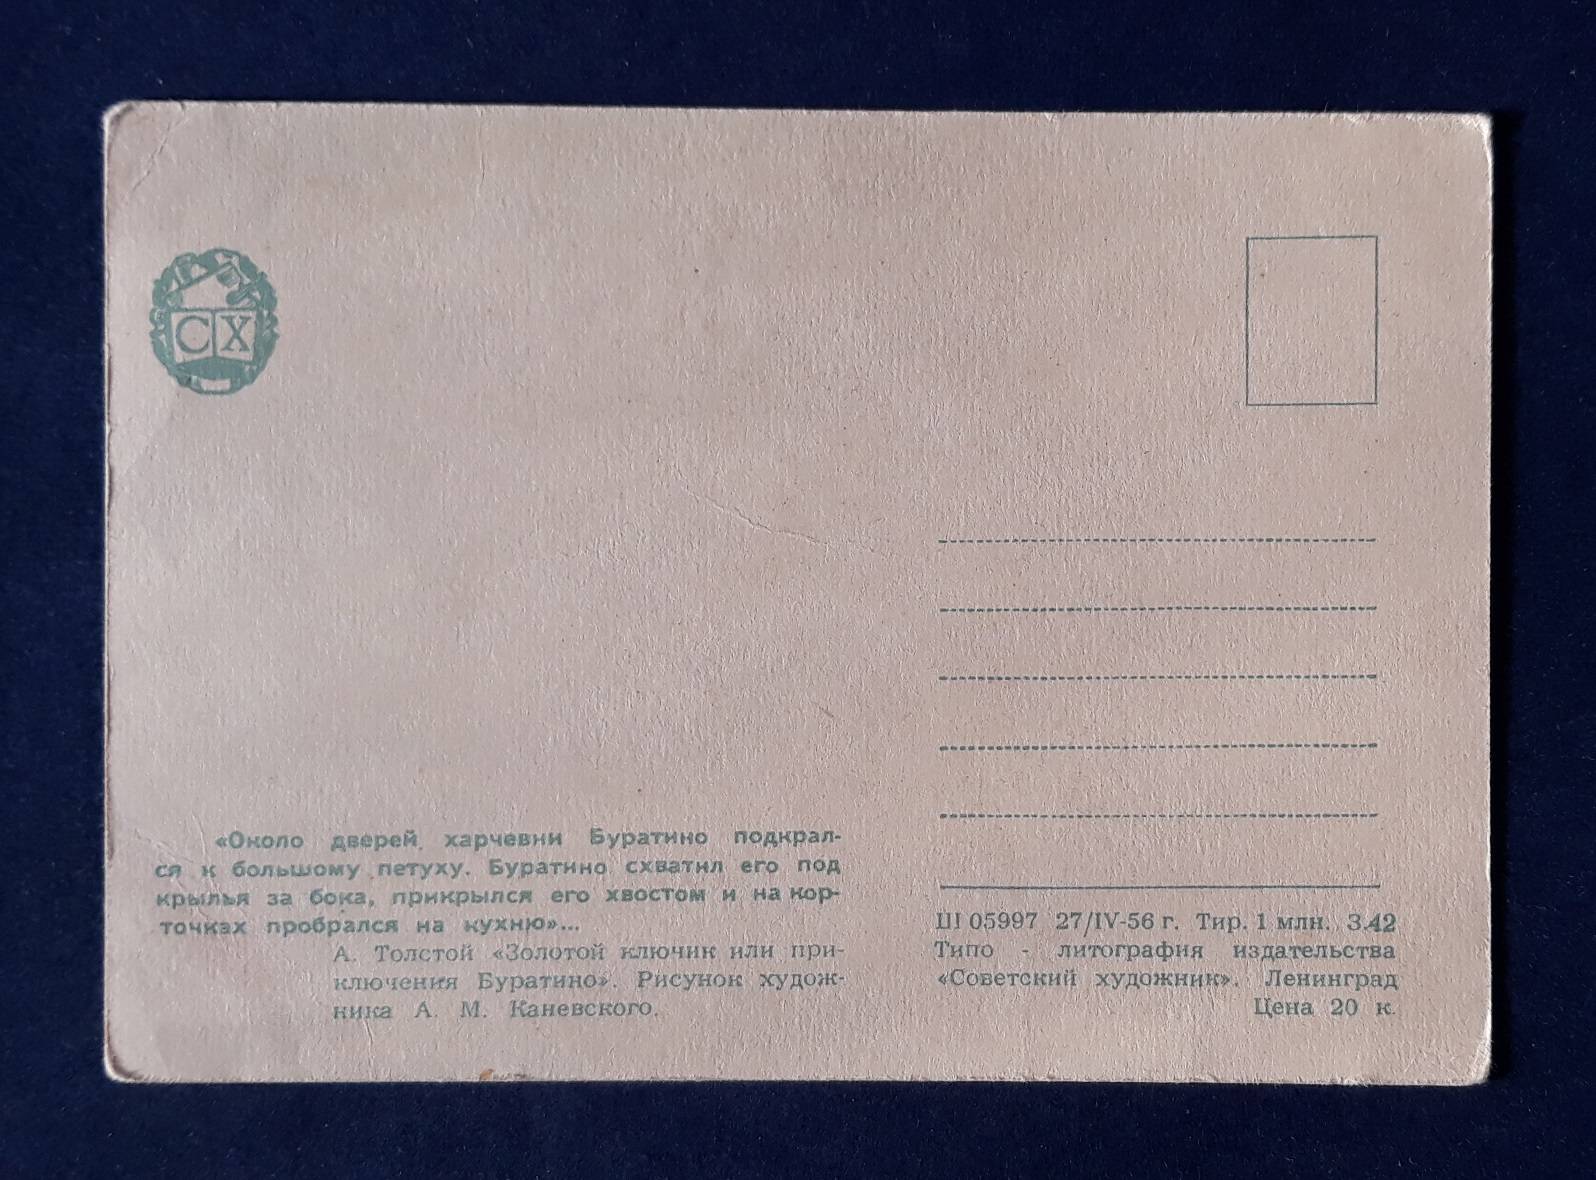 СХ
«Около дверей харчевни Буратино подкрал-
ся к большому петуху. Буратино схватил его под
крылья за бока, прикрылся его хвостом и на кор-
точках пробрался на кухню»...
А. Толстой «Золотой ключик или при-
ключения Буратино». Рисунок худож-
ника А. М. Каневского.
Ш 05997 27/IV-56 г. Тир. 1 млн. З.42
Типо - литография издательства
«Советский художник». Ленинград
Цена 20 к.